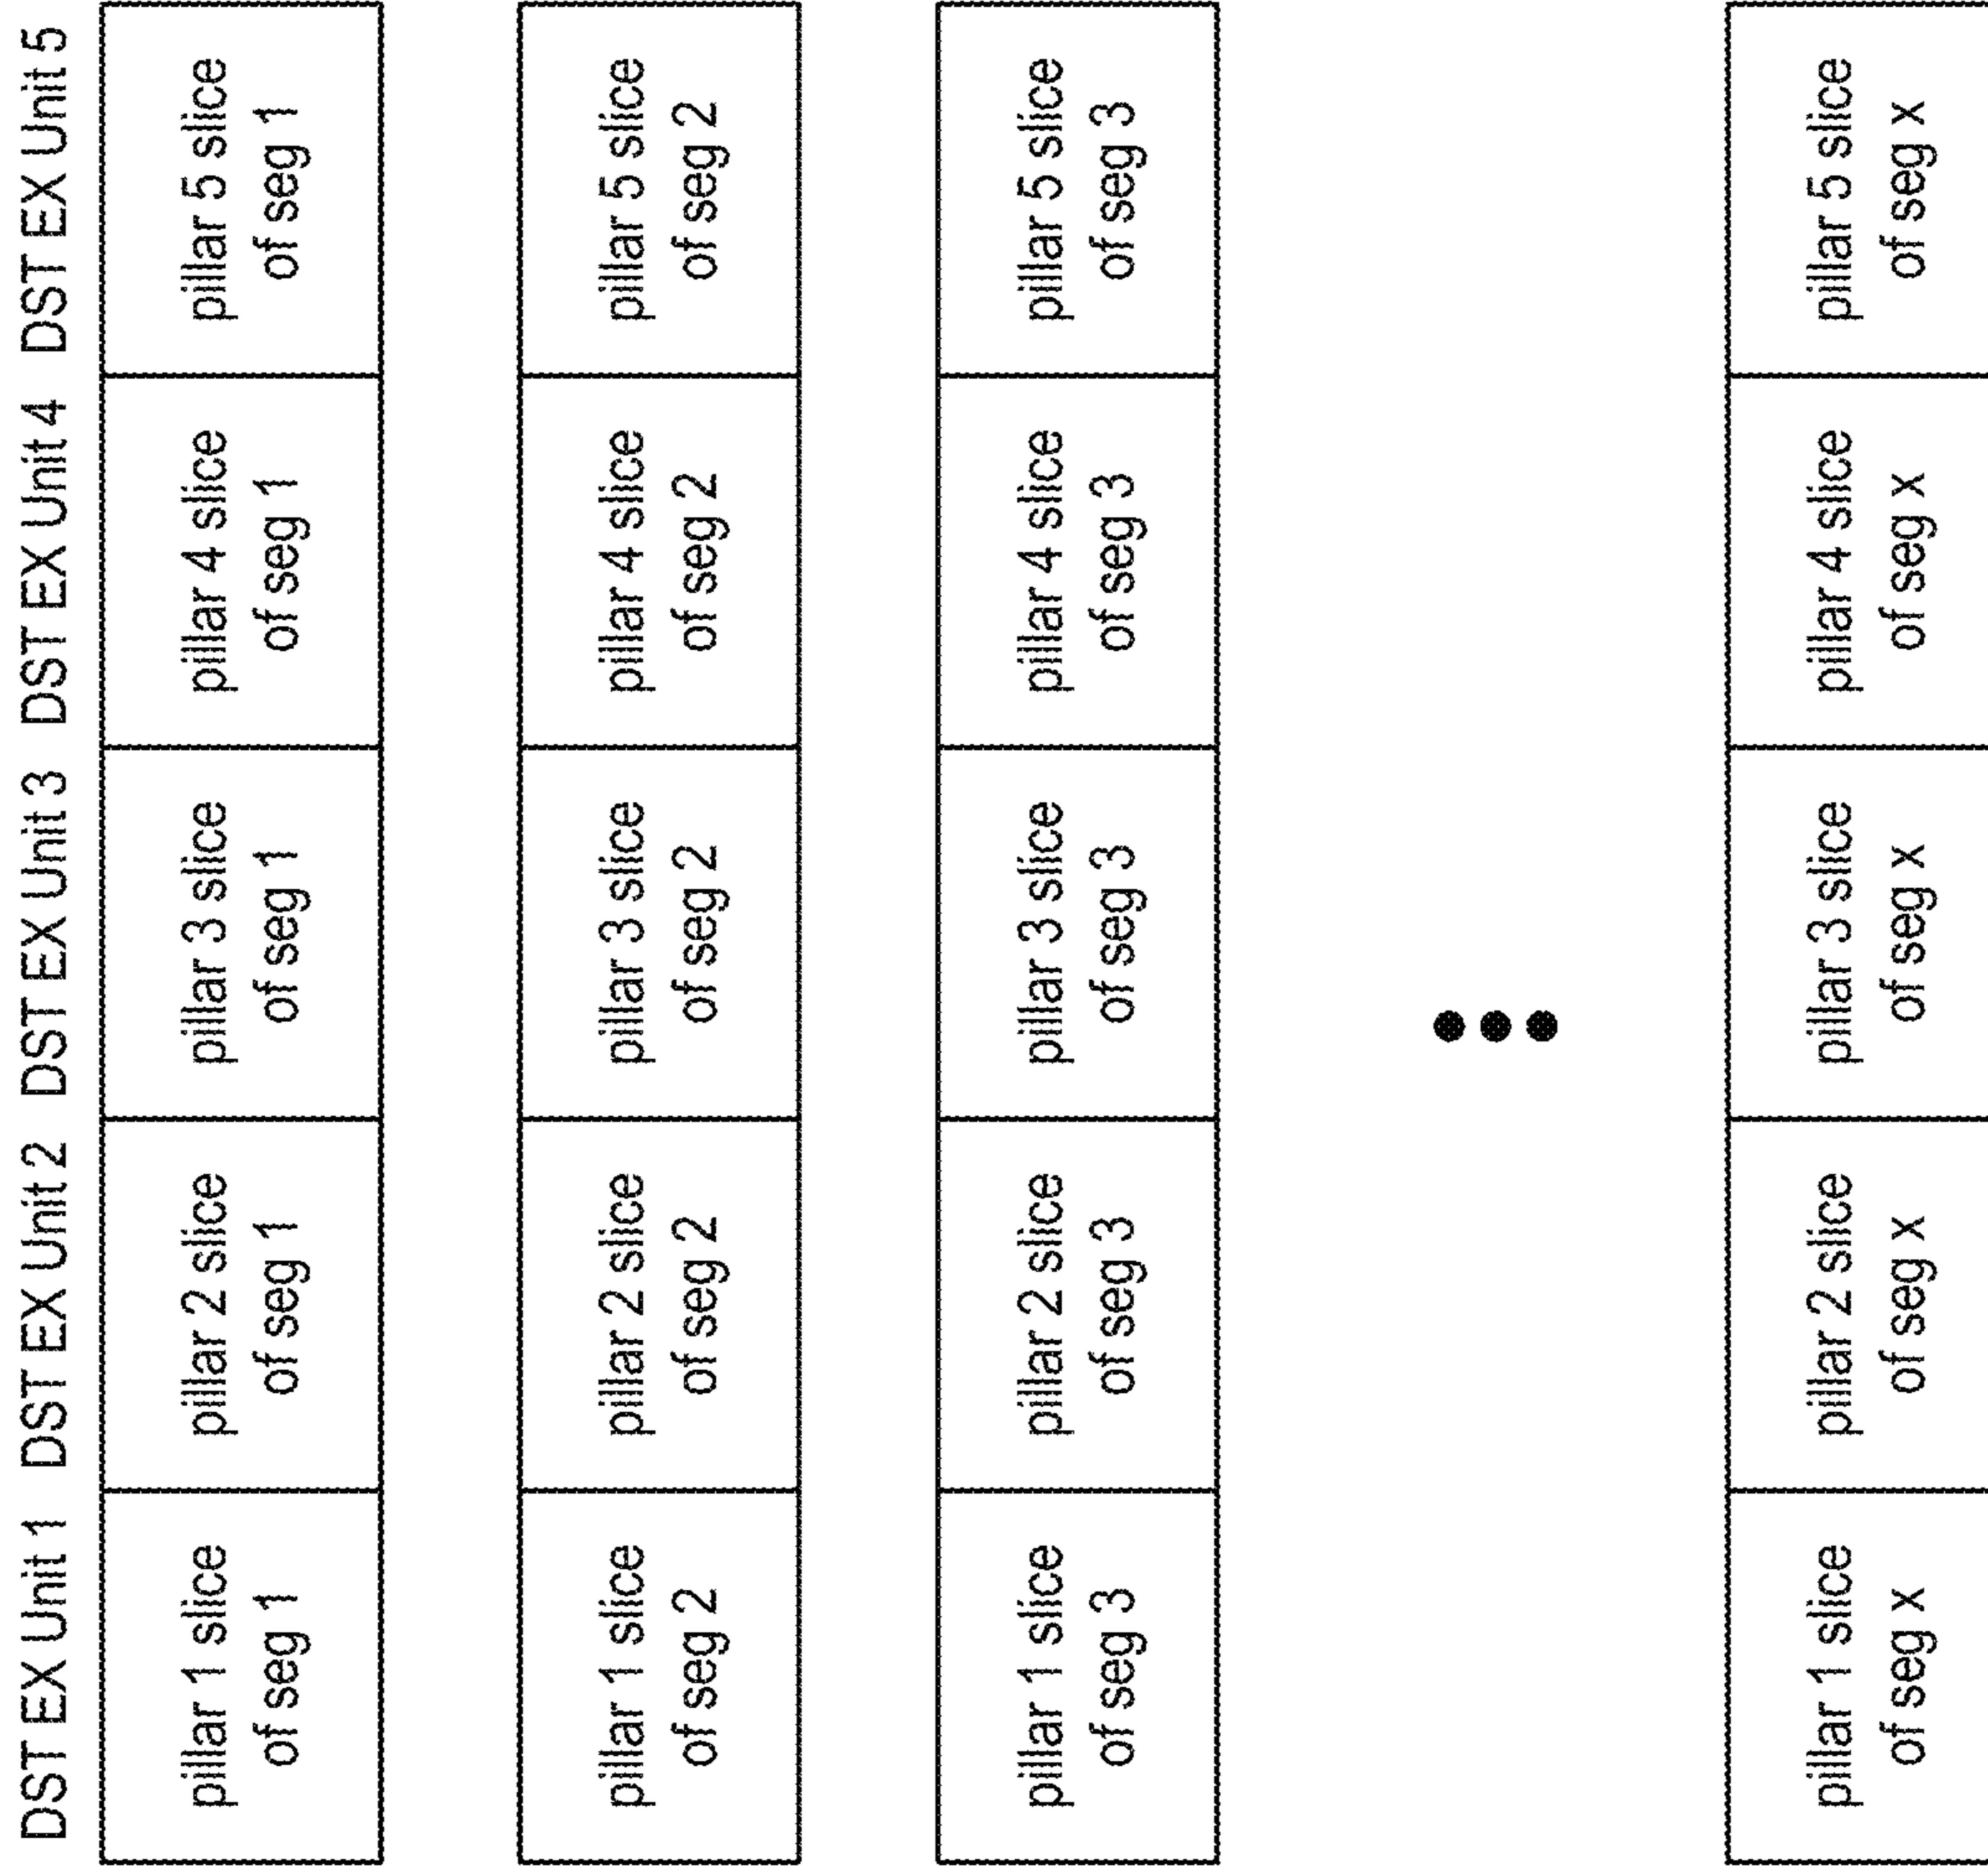 DST EX Unit 1 DST EX Unit 2 DST EX Unit 3 DST EX Unit 4 DST EX Unit 5
pillar 1 slice
of seg 1
pillar 2 slice
of seg 1
pillar 3 slice
of seg 1
pillar 4 slice
of seg 1
pillar 5 slice
of seg 1
pillar 1 slice
of seg 2
pillar 2 slice
of seg 2
pillar 3 slice
of seg 2
pillar 4 slice
of seg 2
pillar 5 slice
of seg 2
pillar 1 slice
of seg 3
pillar 2 slice
of seg 3
pillar 3 slice
of seg 3
pillar 4 slice
of seg 3
pillar 5 slice
of seg 3
pillar 1 slice
of seg x
pillar 2 slice
of seg x
pillar 3 slice
of seg x
pillar 4 slice
of seg x
pillar 5 slice
of seg x